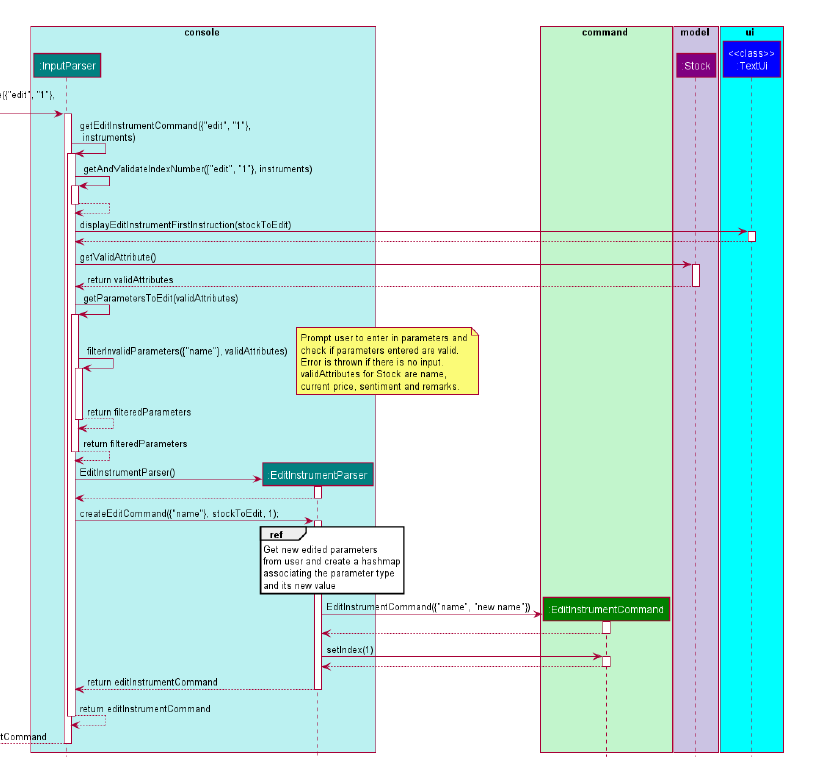 console
command
model
ui
:InputParser
:Stock
<<class>>
:TextUi
({"edit", "1"},
getEditInstrumentCommand({"edit", "1"},
instruments)
getAndValidateIndexNumber({"edit", "1"}, instruments)
displayEditInstrumentFirstInstruction(stockToEdit)
getValidAttribute()
return validAttributes
getParametersToEdit(validAttributes)
Prompt user to enter in parameters and
check if parameters entered are valid.
Error is thrown if there is no input.
validAttributes for Stock are name,
current price, sentiment and remarks.
filterInvalidParameters({"name"}, validAttributes)
return filteredParameters
return filteredParameters
EditInstrumentParser()
:EditInstrumentParser
createEditCommand({"name"}, stockToEdit, 1);
ref
Get new edited parameters
from user and create a hashmap
associating the parameter type
and its new value
EditInstrumentCommand({"name", "new name"})
:EditInstrumentCommand
setIndex(1)
return editInstrumentCommand
return editInstrumentCommand
tCommand